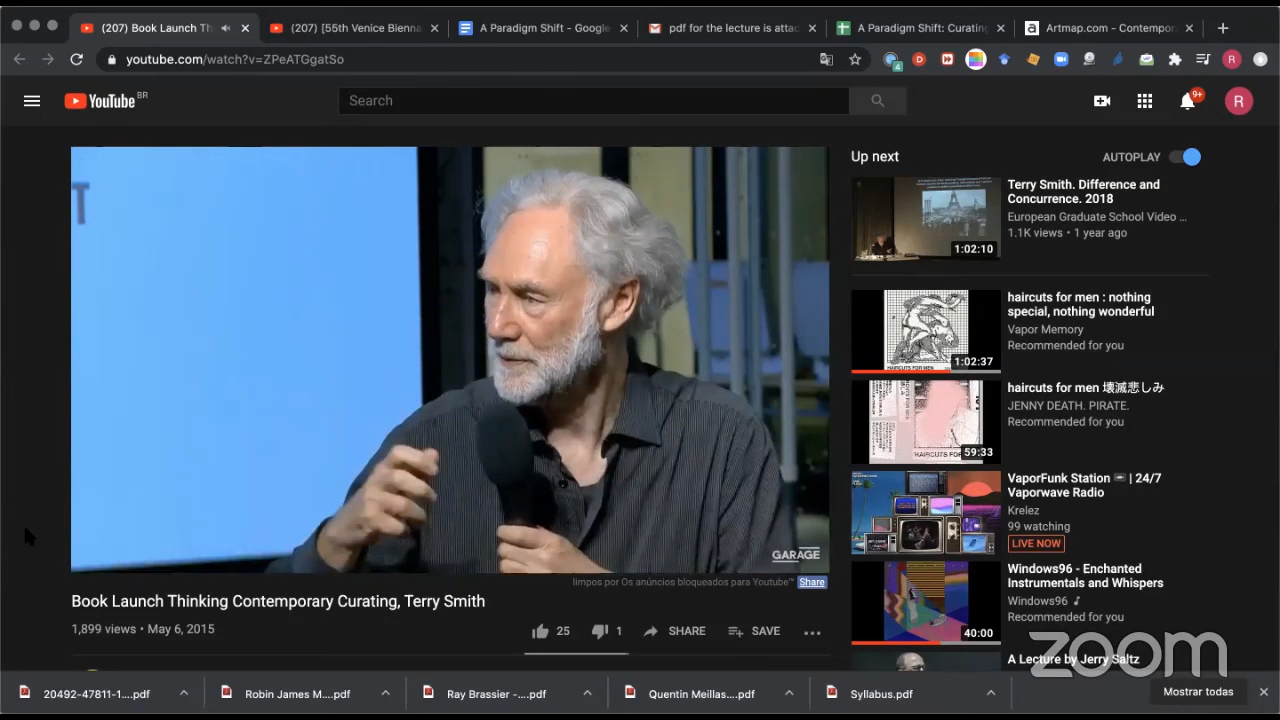 (207) Book Launch Th
(207) [55th Venice Bienna
A Paradigm Shift - Google
pdf for the lecture is attac
A Paradigm Shift: Curating
Artmap.com - Contempor
youtube.com/watch?v=ZPeATGgatSo
4
R
YouTube BR
Search
9+
R
T
GARAGE
limpos por Os anúncios bloqueados para Youtube™ Share
Book Launch Thinking Contemporary Curating, Terry Smith
1,899 views • May 6, 2015
25
1
SHARE
SAVE
Up next
AUTOPLAY
1:02:10
Terry Smith. Difference and
Concurrence. 2018
European Graduate School Video ...
1.1K views • 1 year ago
HAIRCUTS FOR MEN
1:02:37
haircuts for men : nothing
special, nothing wonderful
Vapor Memory
Recommended for you
HAIRCUTS FOR
59:33
haircuts for men 壊滅悲しみ
JENNY DEATH. PIRATE.
Recommended for you
VaporFunk Station 📼 | 24/7
Vaporwave Radio
Krelez
99 watching
LIVE NOW
40:00
Windows96 - Enchanted
Instrumentals and Whispers
Windows96 ♪
Recommended for you
A Lecture by Jerry Saltz
zoom
20492-47811-1....pdf
Robin James M....pdf
Ray Brassier -....pdf
Quentin Meillas....pdf
Syllabus.pdf
Mostrar todas